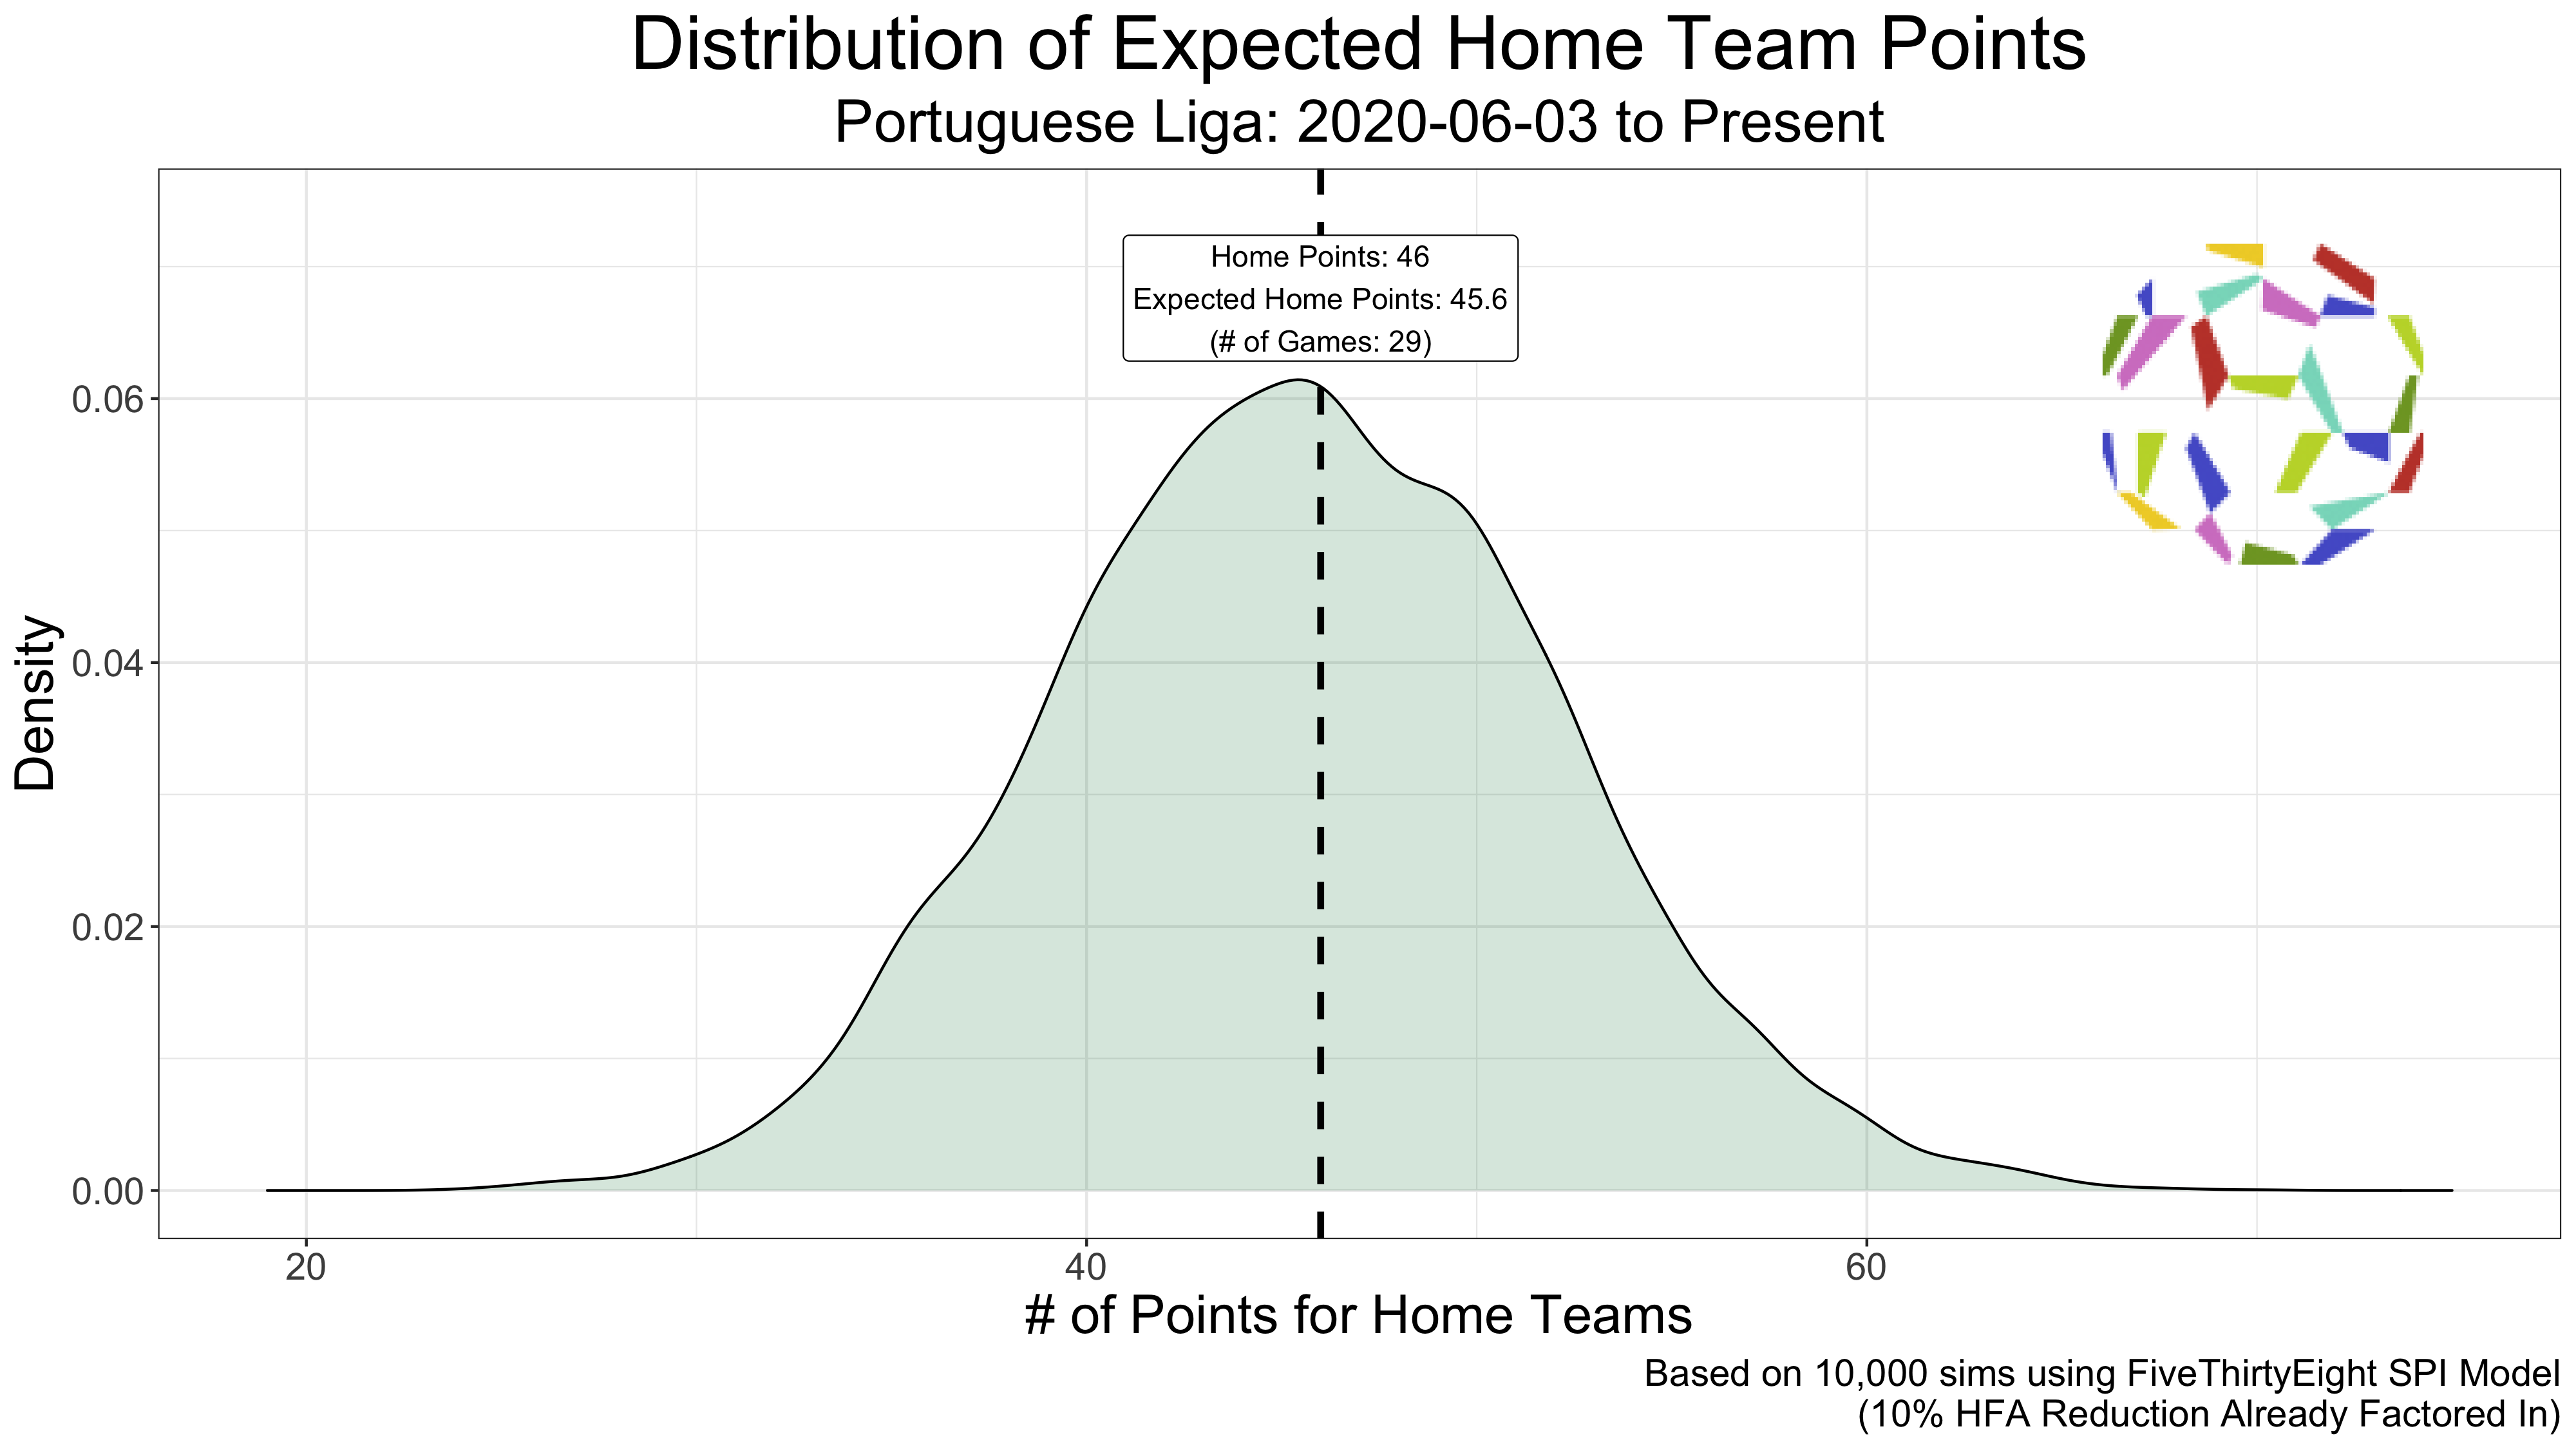 Distribution of Expected Home Team Points
Portuguese Liga: 2020-06-03 to Present
Home Points: 46
Expected Home Points: 45.6
(# of Games: 29)
0.06
0.04
0.02
0.00
Density
20 40 60
# of Points for Home Teams
Based on 10,000 sims using FiveThirtyEight SPI Model
(10% HFA Reduction Already Factored In)